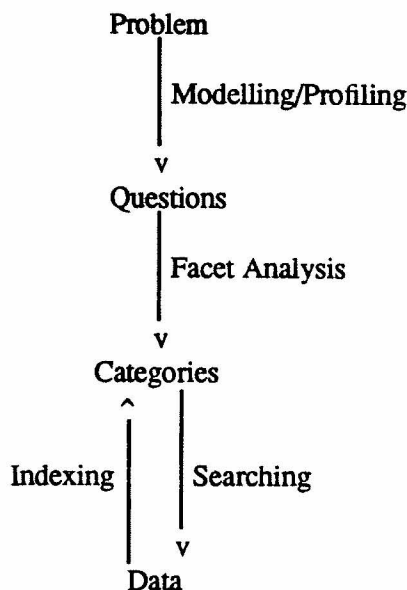 Problem
Modelling/Profiling
v
Questions
Facet Analysis
v
Categories
^
Indexing Searching
v
Data